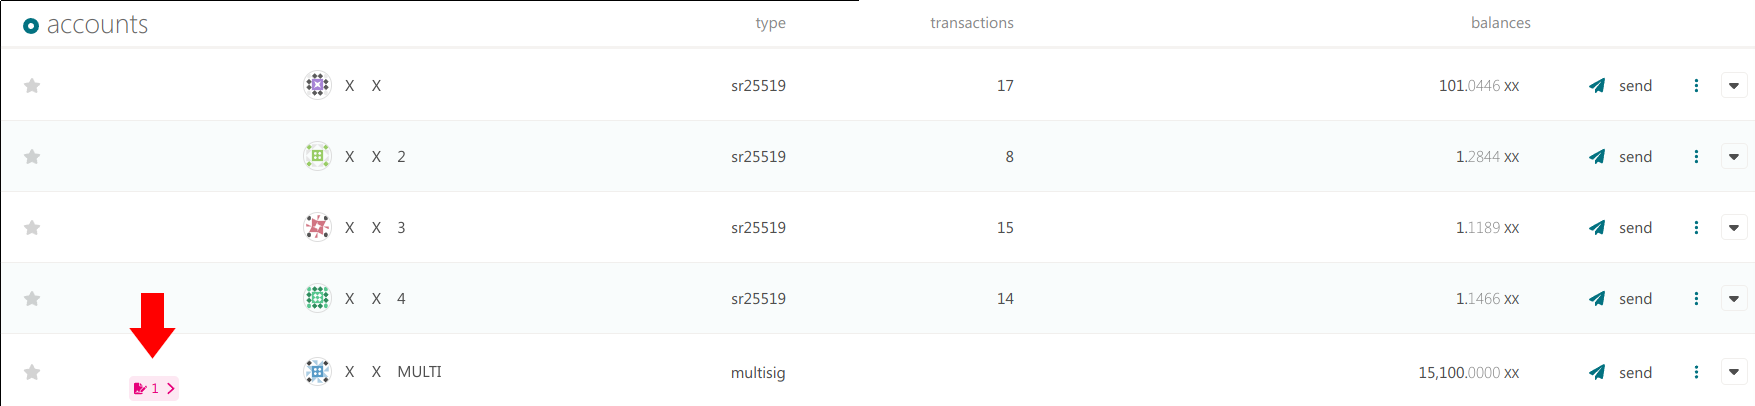 accounts type transactions balances
X X sr25519 17 101.0446 xx send
X X 2 sr25519 8 1.2844 xx send
X X 3 sr25519 15 1.1189 xx send
X X 4 sr25519 14 1.1466 xx send
1 X X MULTI multisig 15,100.0000 xx send